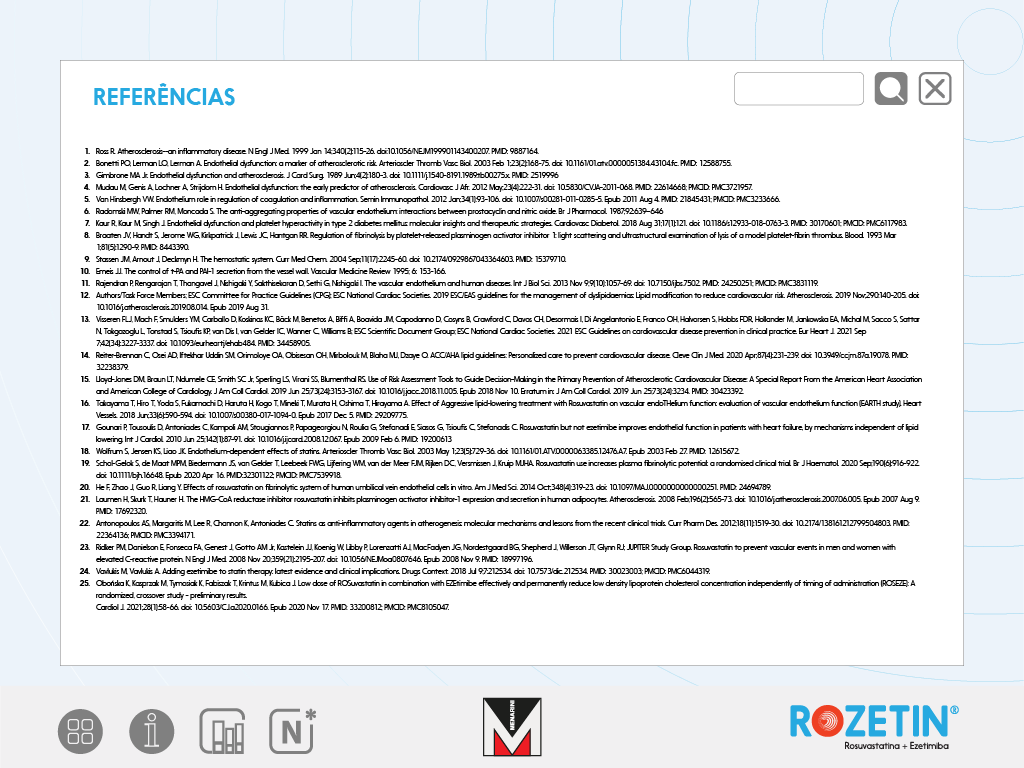 REFERÊNCIAS
1. Ross R. Atherosclerosis--an inflammatory disease. N Engl J Med. 1999 Jan 14;340(2):115-26. doi:10.1056/NEJM199901143400207. PMID: 9887164.
2. Bonetti PO, Lerman LO, Lerman A. Endothelial dysfunction: a marker of atherosclerotic risk. Arterioscler Thromb Vasc Biol. 2003 Feb 1;23(2):168-75. doi: 10.1161/01.atv.0000051384.43104.fc. PMID: 12588755.
3. Gimbrone MA Jr. Endothelial dysfunction and atherosclerosis. J Card Surg. 1989 Jun;4(2):180-3. doi: 10.1111/j.1540-8191.1989.tb00275.x. PMID: 2519996
4. Mudau M, Genis A, Lochner A, Strijdom H. Endothelial dysfunction: the early predictor of atherosclerosis. Cardiovasc J Afr. 2012 May;23(4):222-31. doi: 10.5830/CVJA-2011-068. PMID: 22614668; PMCID: PMC3721957.
5. Van Hinsbergh VW. Endothelium role in regulation of coagulation and inflammation. Semin Immunopathol. 2012 Jan;34(1):93-106. doi: 10.1007/s00281-011-0285-5. Epub 2011 Aug 4. PMID: 21845431; PMCID: PMC3233666.
6. Radomski MW, Palmer RM, Moncada S. The anti-aggregating properties of vascular endothelium interactions between prostacyclin and nitric oxide. Br J Pharmacol. 1987;92:639–646
7. Kaur R, Kaur M, Singh J. Endothelial dysfunction and platelet hyperactivity in type 2 diabetes mellitus: molecular insights and therapeutic strategies. Cardiovasc Diabetol. 2018 Aug 31;17(1):121. doi: 10.1186/s12933-018-0763-3. PMID: 30170601; PMCID: PMC6117983.
8. Braaten JV, Handt S, Jerome WG, Kirkpatrick J, Lewis JC, Hantgan RR. Regulation of fibrinolysis by platelet-released plasminogen activator inhibitor 1: light scattering and ultrastructural examination of lysis of a model platelet-fibrin thrombus. Blood. 1993 Mar
1;81(5):1290-9. PMID: 8443390.
9. Stassen JM, Arnout J, Deckmyn H. The hemostatic system. Curr Med Chem. 2004 Sep;11(17):2245-60. doi: 10.2174/0929867043364603. PMID: 15379710.
10. Emeis JJ. The control of t-PA and PAI-1 secretion from the vessel wall. Vascular Medicine Review 1995; 6: 153-166.
11. Rajendran P, Rengarajan T, Thangavel J, Nishigaki Y, Sakthisekaran D, Sethi G, Nishigaki I. The vascular endothelium and human diseases. Int J Biol Sci. 2013 Nov 9;9(10):1057-69. doi: 10.7150/ijbs.7502. PMID: 24250251; PMCID: PMC3831119.
12. Authors/Task Force Members; ESC Committee for Practice Guidelines (CPG); ESC National Cardiac Societies. 2019 ESC/EAS guidelines for the management of dyslipidaemias: Lipid modification to reduce cardiovascular risk. Atherosclerosis. 2019 Nov;290:140-205. doi:
10.1016/j.atherosclerosis.2019.08.014. Epub 2019 Aug 31.
13. Visseren FLJ, Mach F, Smulders YM, Carballo D, Koskinas KC, Bäck M, Benetos A, Biffi A, Boavida JM, Capodanno D, Cosyns B, Crawford C, Davos CH, Desormais I, Di Angelantonio E, Franco OH, Halvorsen S, Hobbs FDR, Hollander M, Jankowska EA, Michal M, Sacco S, Sattar
N, Tokgozoglu L, Tonstad S, Tsioufis KP, van Dis I, van Gelder IC, Wanner C, Williams B; ESC Scientific Document Group; ESC National Cardiac Societies. 2021 ESC Guidelines on cardiovascular disease prevention in clinical practice. Eur Heart J. 2021 Sep
7;42(34):3227-3337. doi: 10.1093/eurheartj/ehab484. PMID: 34458905.
14. Reiter-Brennan C, Osei AD, Iftekhar Uddin SM, Orimoloye OA, Obisesan OH, Mirbolouk M, Blaha MJ, Dzaye O. ACC/AHA lipid guidelines: Personalized care to prevent cardiovascular disease. Cleve Clin J Med. 2020 Apr;87(4):231-239. doi: 10.3949/ccjm.87a.19078. PMID:
32238379.
15. Lloyd-Jones DM, Braun LT, Ndumele CE, Smith SC Jr, Sperling LS, Virani SS, Blumenthal RS. Use of Risk Assessment Tools to Guide Decision-Making in the Primary Prevention of Atherosclerotic Cardiovascular Disease: A Special Report From the American Heart Association
and American College of Cardiology. J Am Coll Cardiol. 2019 Jun 25;73(24):3153-3167. doi: 10.1016/j.jacc.2018.11.005. Epub 2018 Nov 10. Erratum in: J Am Coll Cardiol. 2019 Jun 25;73(24):3234. PMID: 30423392.
16. Takayama T, Hiro T, Yoda S, Fukamachi D, Haruta H, Kogo T, Mineki T, Murata H, Oshima T, Hirayama A. Effect of Aggressive lipid-lowering treatment with Rosuvastatin on vascular endoTHelium function: evaluation of vascular endothelium function (EARTH study). Heart
Vessels. 2018 Jun;33(6):590-594. doi: 10.1007/s00380-017-1094-0. Epub 2017 Dec 5. PMID: 29209775.
17. Gounari P, Tousoulis D, Antoniades C, Kampoli AM, Stougiannos P, Papageorgiou N, Roulia G, Stefanadi E, Siasos G, Tsioufis C, Stefanadis C. Rosuvastatin but not ezetimibe improves endothelial function in patients with heart failure, by mechanisms independent of lipid
lowering. Int J Cardiol. 2010 Jun 25;142(1):87-91. doi: 10.1016/j.ijcard.2008.12.067. Epub 2009 Feb 6. PMID: 19200613
18. Wolfrum S, Jensen KS, Liao JK. Endothelium-dependent effects of statins. Arterioscler Thromb Vasc Biol. 2003 May 1;23(5):729-36. doi: 10.1161/01.ATV.0000063385.12476.A7. Epub 2003 Feb 27. PMID: 12615672.
19. Schol-Gelok S, de Maat MPM, Biedermann JS, van Gelder T, Leebeek FWG, Lijfering WM, van der Meer FJM, Rijken DC, Versmissen J, Kruip MJHA. Rosuvastatin use increases plasma fibrinolytic potential: a randomised clinical trial. Br J Haematol. 2020 Sep;190(6):916-922.
doi: 10.1111/bjh.16648. Epub 2020 Apr 16. PMID:32301122; PMCID: PMC7539918.
20. He F, Zhao J, Guo R, Liang Y. Effects of rosuvastatin on fibrinolytic system of human umbilical vein endothelial cells in vitro. Am J Med Sci. 2014 Oct;348(4):319-23. doi: 10.1097/MAJ.0000000000000251. PMID: 24694789.
21. Laumen H, Skurk T, Hauner H. The HMG-CoA reductase inhibitor rosuvastatin inhibits plasminogen activator inhibitor-1 expression and secretion in human adipocytes. Atherosclerosis. 2008 Feb;196(2):565-73. doi: 10.1016/j.atherosclerosis.2007.06.005. Epub 2007 Aug 9.
PMID: 17692320.
22. Antonopoulos AS, Margaritis M, Lee R, Channon K, Antoniades C. Statins as anti-inflammatory agents in atherogenesis: molecular mechanisms and lessons from the recent clinical trials. Curr Pharm Des. 2012;18(11):1519-30. doi: 10.2174/138161212799504803. PMID:
22364136; PMCID: PMC3394171.
23. Ridker PM, Danielson E, Fonseca FA, Genest J, Gotto AM Jr, Kastelein JJ, Koenig W, Libby P, Lorenzatti AJ, MacFadyen JG, Nordestgaard BG, Shepherd J, Willerson JT, Glynn RJ; JUPITER Study Group. Rosuvastatin to prevent vascular events in men and women with
elevated C-reactive protein. N Engl J Med. 2008 Nov 20;359(21):2195-207. doi: 10.1056/NEJMoa0807646. Epub 2008 Nov 9. PMID: 18997196.
24. Vavlukis M, Vavlukis A. Adding ezetimibe to statin therapy: latest evidence and clinical implications. Drugs Context. 2018 Jul 9;7:212534. doi: 10.7573/dic.212534. PMID: 30023003; PMCID: PMC6044319.
25. Obońska K, Kasprzak M, Tymosiak K, Fabiszak T, Krintus M, Kubica J. Low dose of ROSuvastatin in combination with EZEtimibe effectively and permanently reduce low density lipoprotein cholesterol concentration independently of timing of administration (ROSEZE): A
randomized, crossover study - preliminary results.
Cardiol J. 2021;28(1):58-66. doi: 10.5603/CJ.a2020.0166. Epub 2020 Nov 17. PMID: 33200812; PMCID: PMC8105047.
N*
MENARINI
ROZETIN®
Rosuvastatina + Ezetimiba